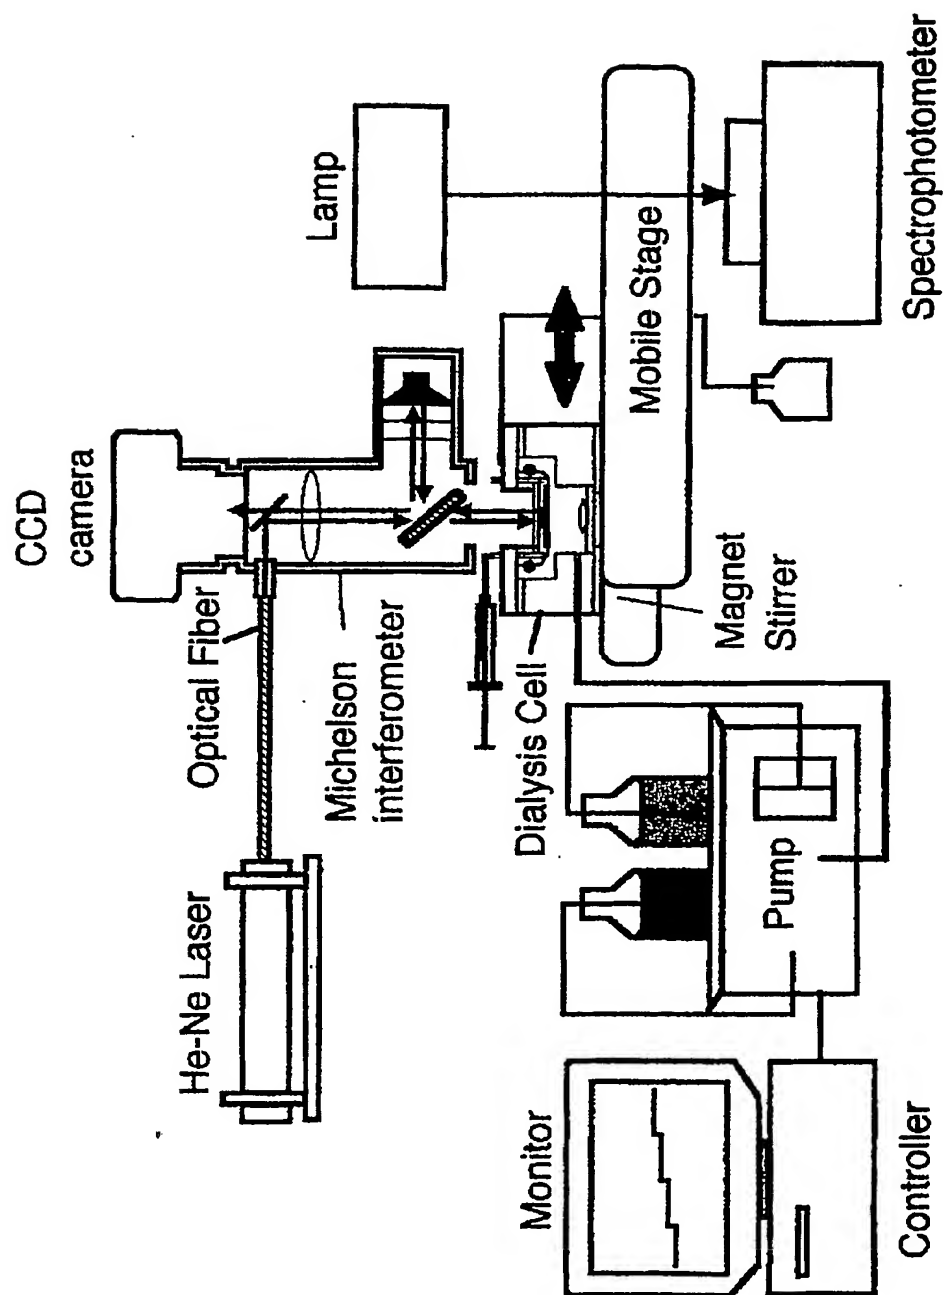 CCD
camera
Lamp
Optical Fiber
He-Ne Laser
Michelson
interferometer
Mobile Stage
Spectrophotometer
Dialysis Cell
Magnet
Stirrer
Pump
Monitor
Controller